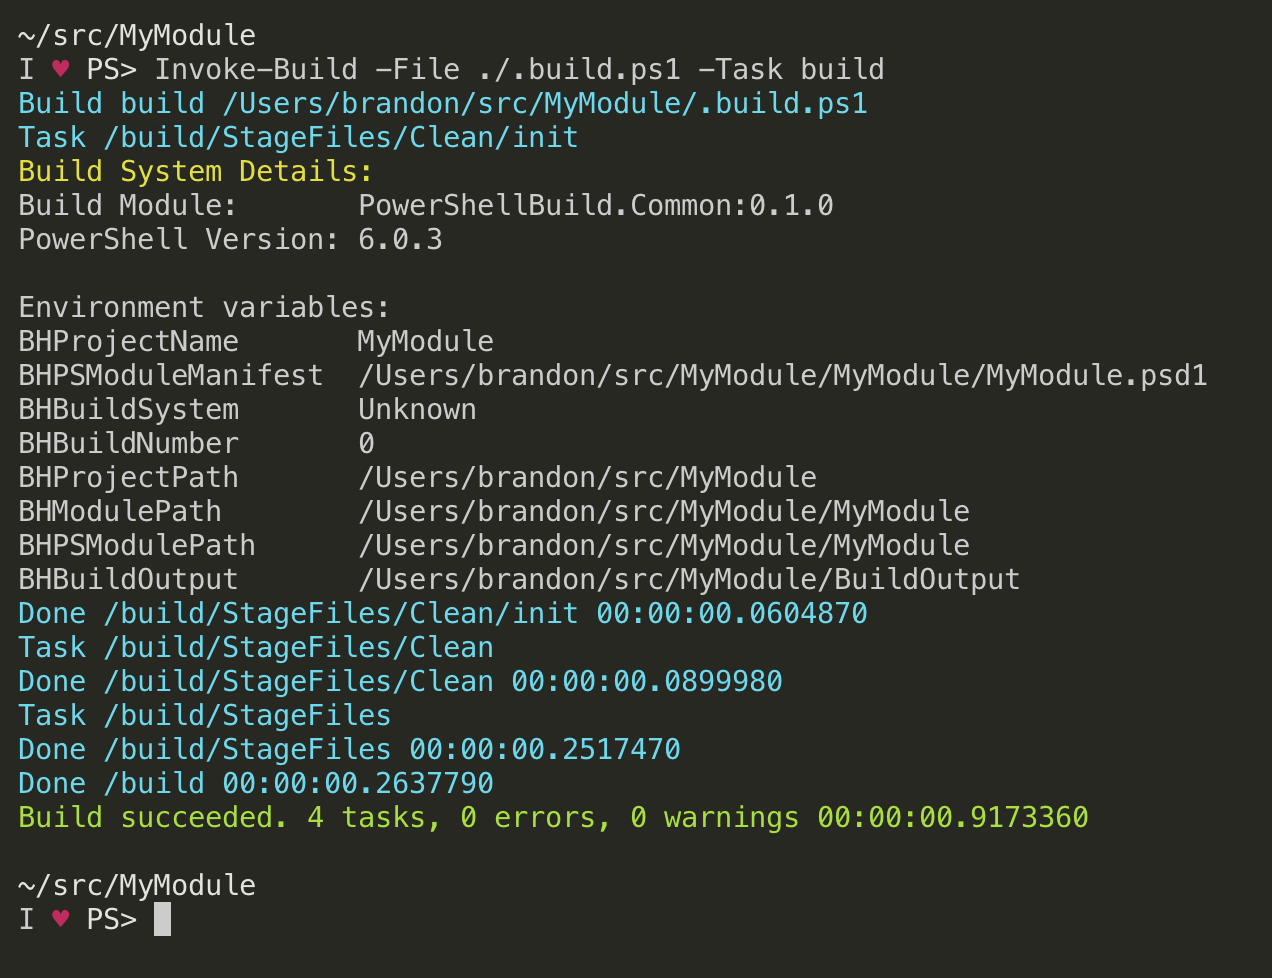 ~/src/MyModule
I ♥ PS> Invoke-Build -File ./.build.ps1 -Task build
Build build /Users/brandon/src/MyModule/.build.ps1
Task /build/StageFiles/Clean/init
Build System Details:
Build Module:       PowerShellBuild.Common:0.1.0
PowerShell Version: 6.0.3
Environment variables:
BHProjectName       MyModule
BHPSModuleManifest  /Users/brandon/src/MyModule/MyModule/MyModule.psd1
BHBuildSystem       Unknown
BHBuildNumber       0
BHProjectPath       /Users/brandon/src/MyModule
BHModulePath        /Users/brandon/src/MyModule/MyModule
BHPSModulePath      /Users/brandon/src/MyModule/MyModule
BHBuildOutput       /Users/brandon/src/MyModule/BuildOutput
Done /build/StageFiles/Clean/init 00:00:00.0604870
Task /build/StageFiles/Clean
Done /build/StageFiles/Clean 00:00:00.0899980
Task /build/StageFiles
Done /build/StageFiles 00:00:00.2517470
Done /build 00:00:00.2637790
Build succeeded. 4 tasks, 0 errors, 0 warnings 00:00:00.9173360
~/src/MyModule
I ♥ PS>